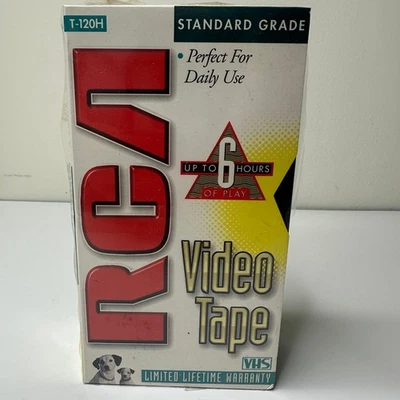 T-120H
STANDARD GRADE
• Perfect For
Daily Use
RCA
UP TO 6 HOURS
OF PLAY
Video
Tape
VHS
LIMITED LIFETIME WARRANTY